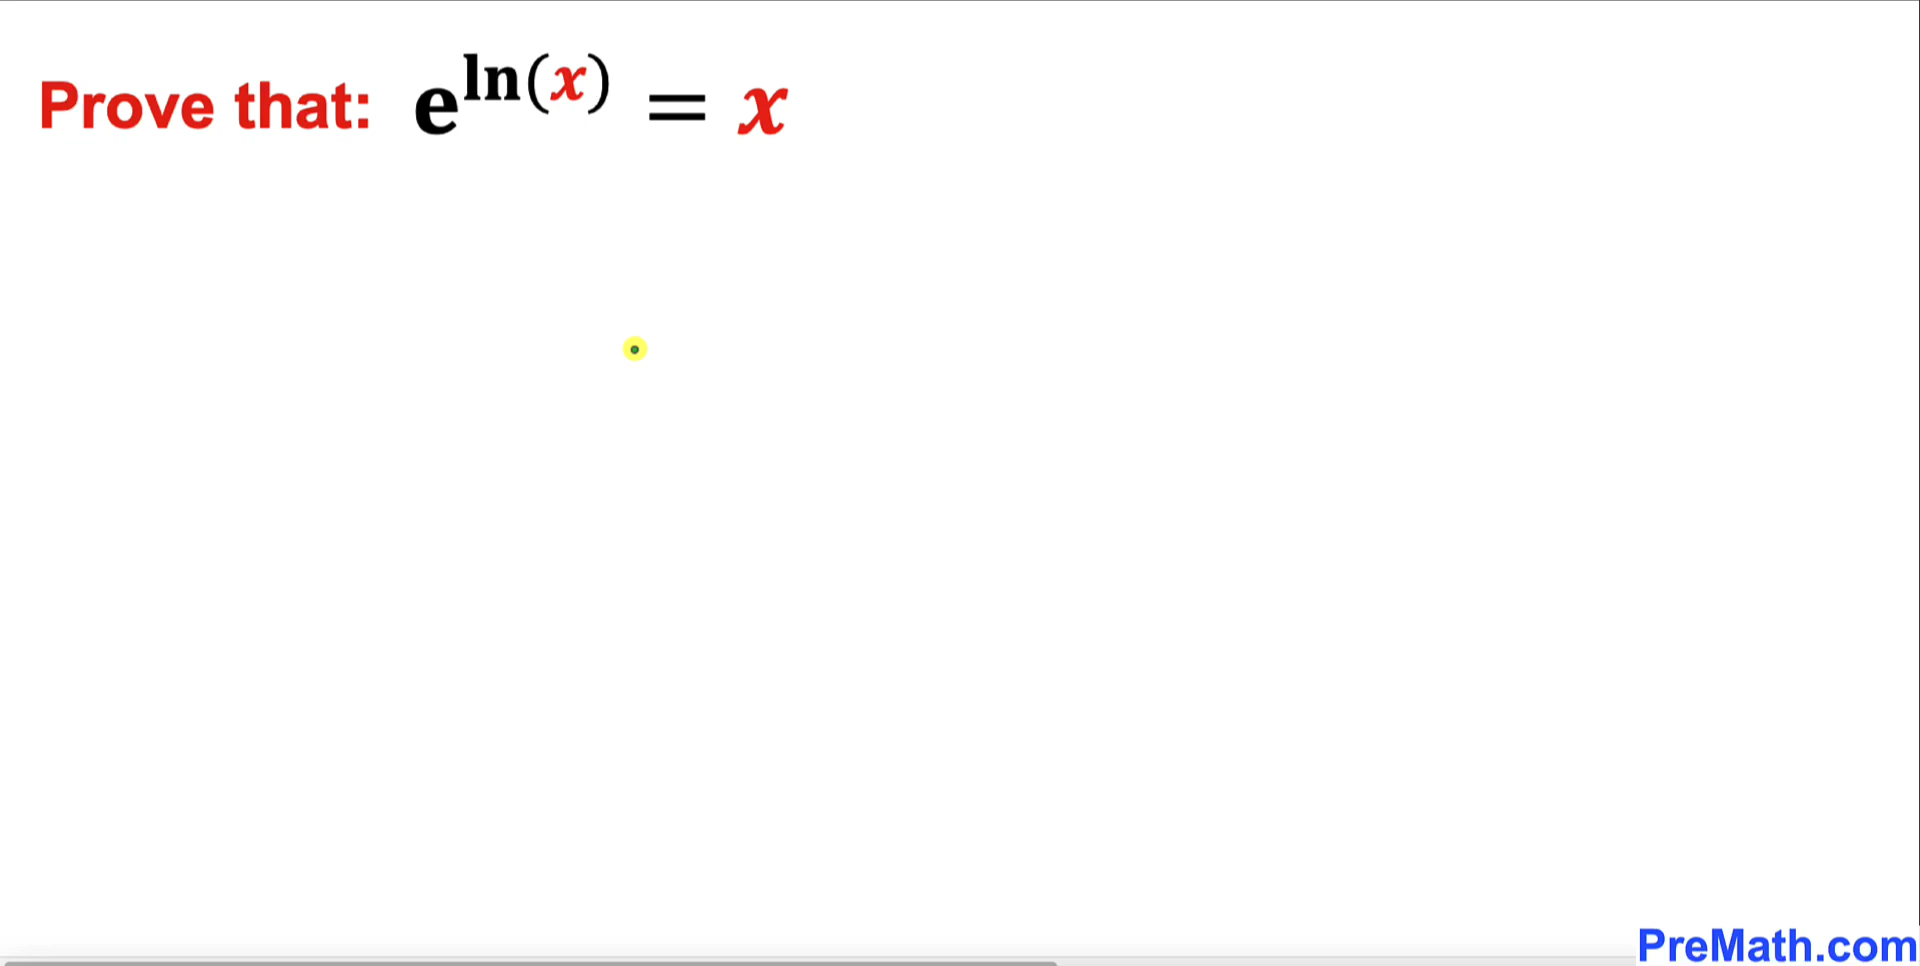 Prove that: e^ln(x) = x
PreMath.com